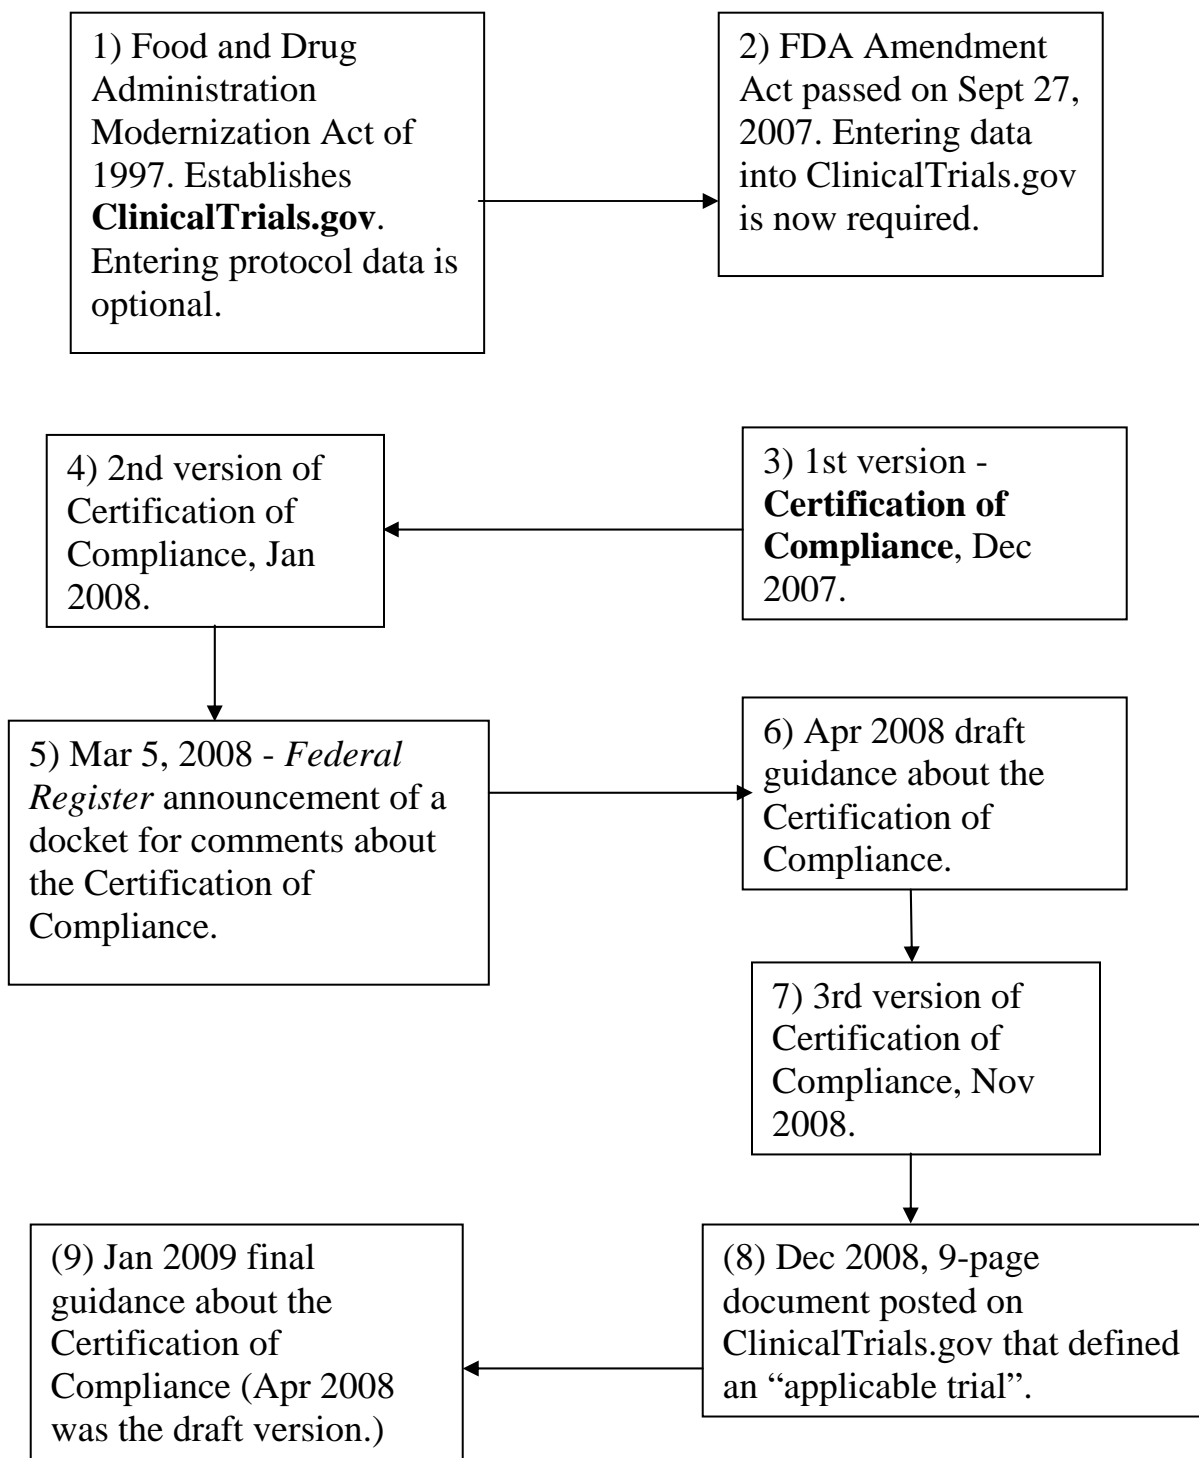 1) Food and Drug
Administration
Modernization Act of
1997. Establishes
ClinicalTrials.gov.
Entering protocol data is
optional.
2) FDA Amendment
Act passed on Sept 27,
2007. Entering data
into ClinicalTrials.gov
is now required.
3) 1st version -
Certification of
Compliance, Dec
2007.
4) 2nd version of
Certification of
Compliance, Jan
2008.
5) Mar 5, 2008 - Federal
Register announcement of a
docket for comments about
the Certification of
Compliance.
6) Apr 2008 draft
guidance about the
Certification of
Compliance.
7) 3rd version of
Certification of
Compliance, Nov
2008.
(8) Dec 2008, 9-page
document posted on
ClinicalTrials.gov that defined
an “applicable trial”.
(9) Jan 2009 final
guidance about the
Certification of
Compliance (Apr 2008
was the draft version.)